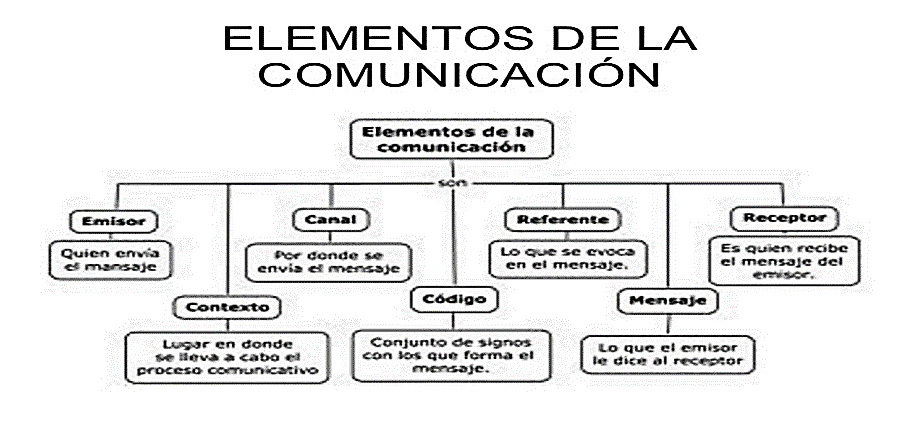 ELEMENTOS DE LA
COMUNICACIÓN
Elementos de la
comunicación
son
Emisor
Quien envía
el mansaje
Contexto
Lugar en donde
se lleva a cabo el
proceso comunicativo
Canal
Por donde se
envía el mensaje
Código
Conjunto de signos
con los que forma el
mensaje.
Referente
Lo que se evoca
en el mensaje.
Mensaje
Lo que el emisor
le dice al receptor
Receptor
Es quien recibe
el mensaje del
emisor.